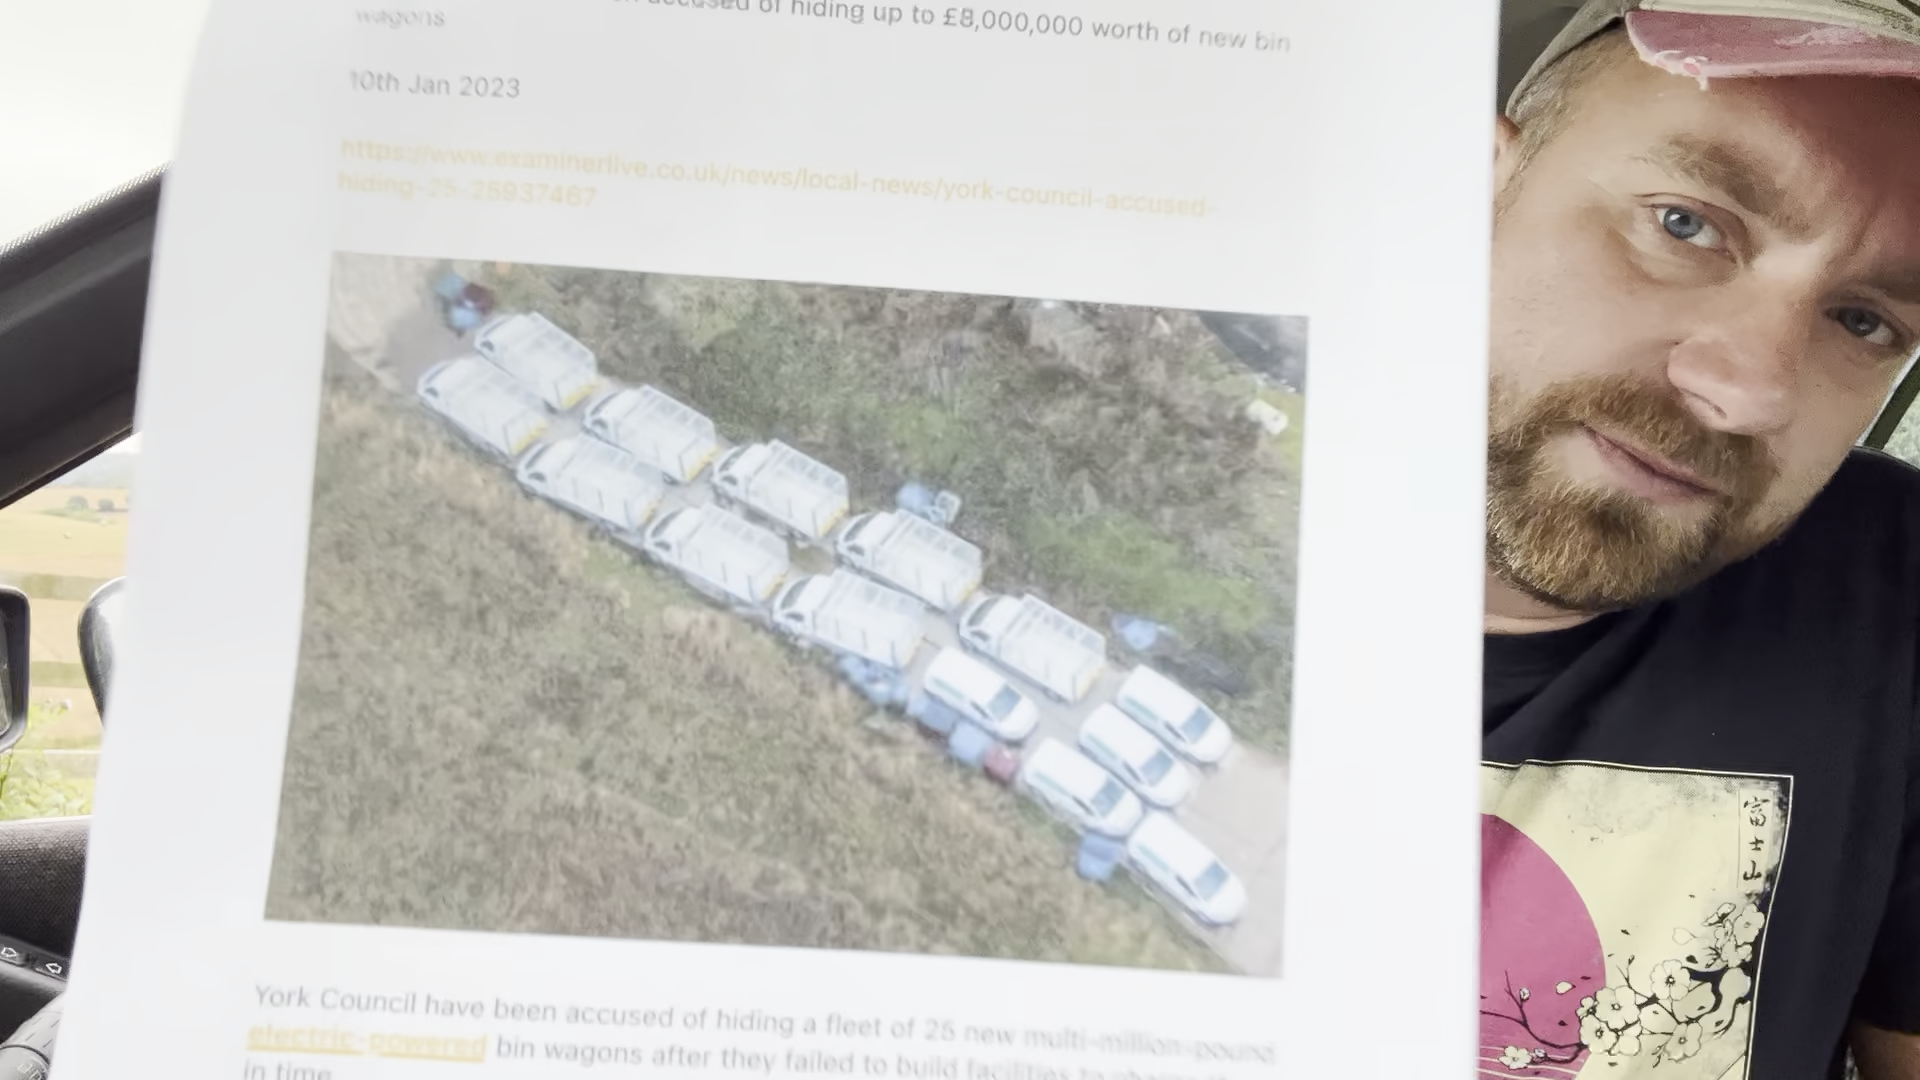 accused of hiding up to £8,000,000 worth of new bin
wagons
10th Jan 2023
https://www.examinerlive.co.uk/news/local-news/york-council-accused-
hiding-25-25937467
York Council have been accused of hiding a fleet of 25 new multi-million-pound
electric-powered bin wagons after they failed to build facilities to charge
in time
富士山